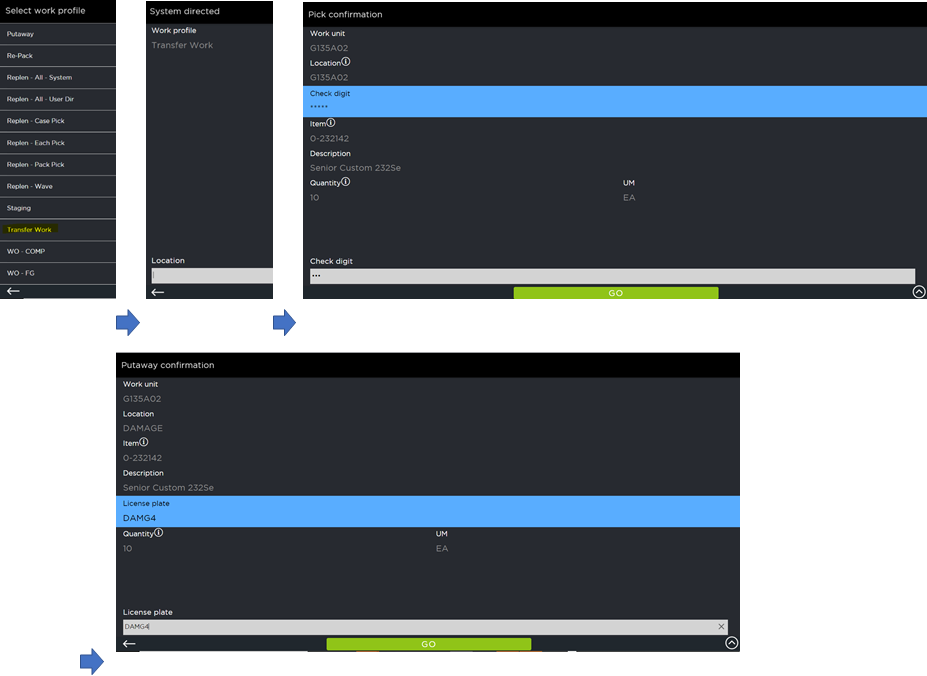 Select work profile
Putaway
Re-Pack
Replen - All - System
Replen - All - User Dir
Replen - Case Pick
Replen - Each Pick
Replen - Pack Pick
Replen - Wave
Staging
Transfer Work
WO - COMP
WO - FG
System directed
Work profile
Transfer Work
Location
Pick confirmation
Work unit
G135A02
Location
G135A02
Check digit
*****
Item
0-232142
Description
Senior Custom 232Se
Quantity UM
10 EA
Check digit
•••
GO
Putaway confirmation
Work unit
G135A02
Location
DAMAGE
Item
0-232142
Description
Senior Custom 232Se
License plate
DAMG4
Quantity UM
10 EA
License plate
DAMG4
GO